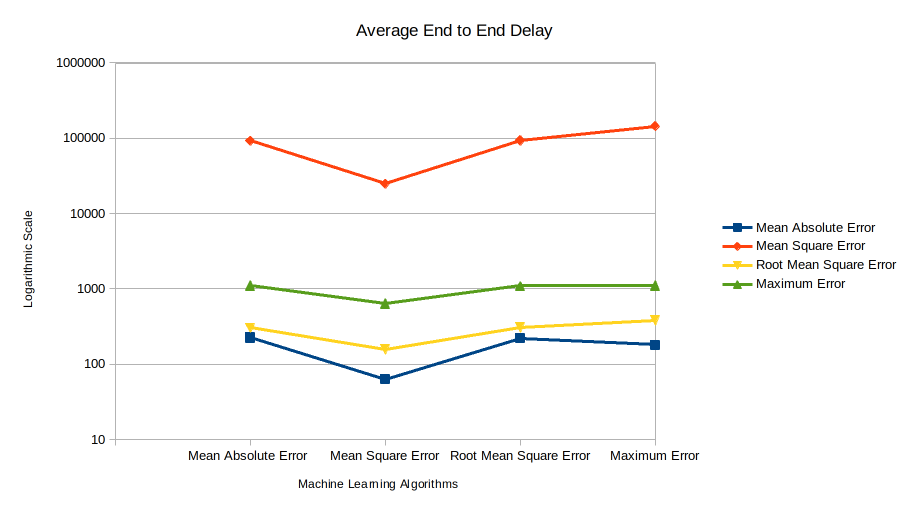 Average End to End Delay
1000000
100000
10000
1000
100
10
Logarithmic Scale
Mean Absolute Error
Mean Square Error
Root Mean Square Error
Maximum Error
Machine Learning Algorithms
Mean Absolute Error
Mean Square Error
Root Mean Square Error
Maximum Error